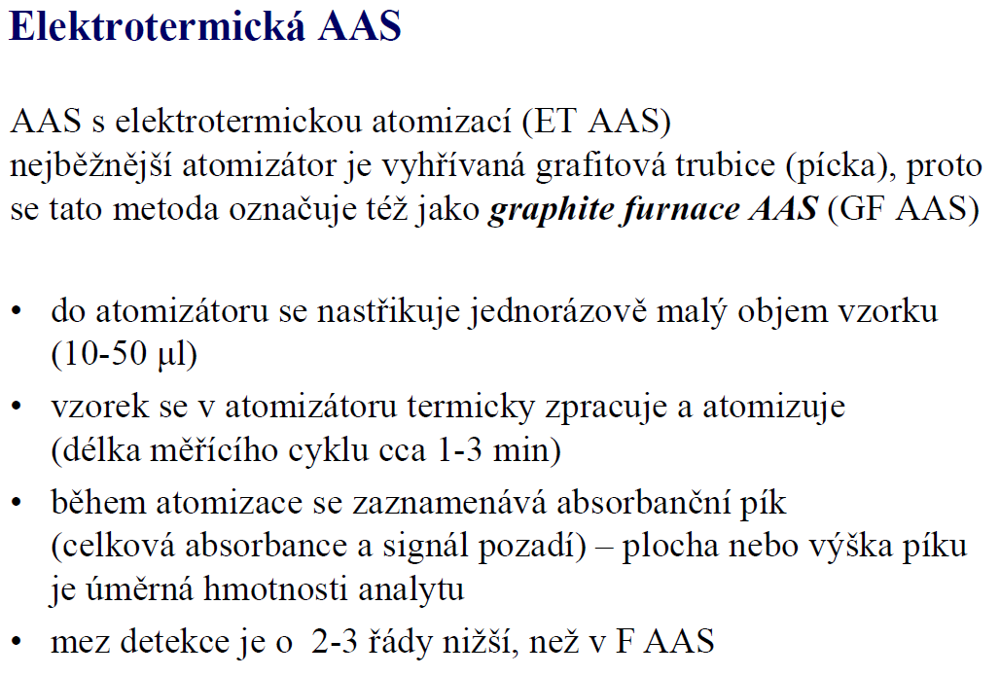 Elektrotermická AAS
AAS s elektrotermickou atomizací (ET AAS)
nejběžnější atomizátor je vyhřívaná grafitová trubice (pícka), proto
se tato metoda označuje též jako graphite furnace AAS (GF AAS)
• do atomizátoru se nastřikuje jednorázově malý objem vzorku
(10-50 μl)
• vzorek se v atomizátoru termicky zpracuje a atomizuje
(délka měřícího cyklu cca 1-3 min)
• během atomizace se zaznamenává absorbanční pík
(celková absorbance a signál pozadí) – plocha nebo výška píku
je úměrná hmotnosti analytu
• mez detekce je o  2-3 řády nižší, než v F AAS